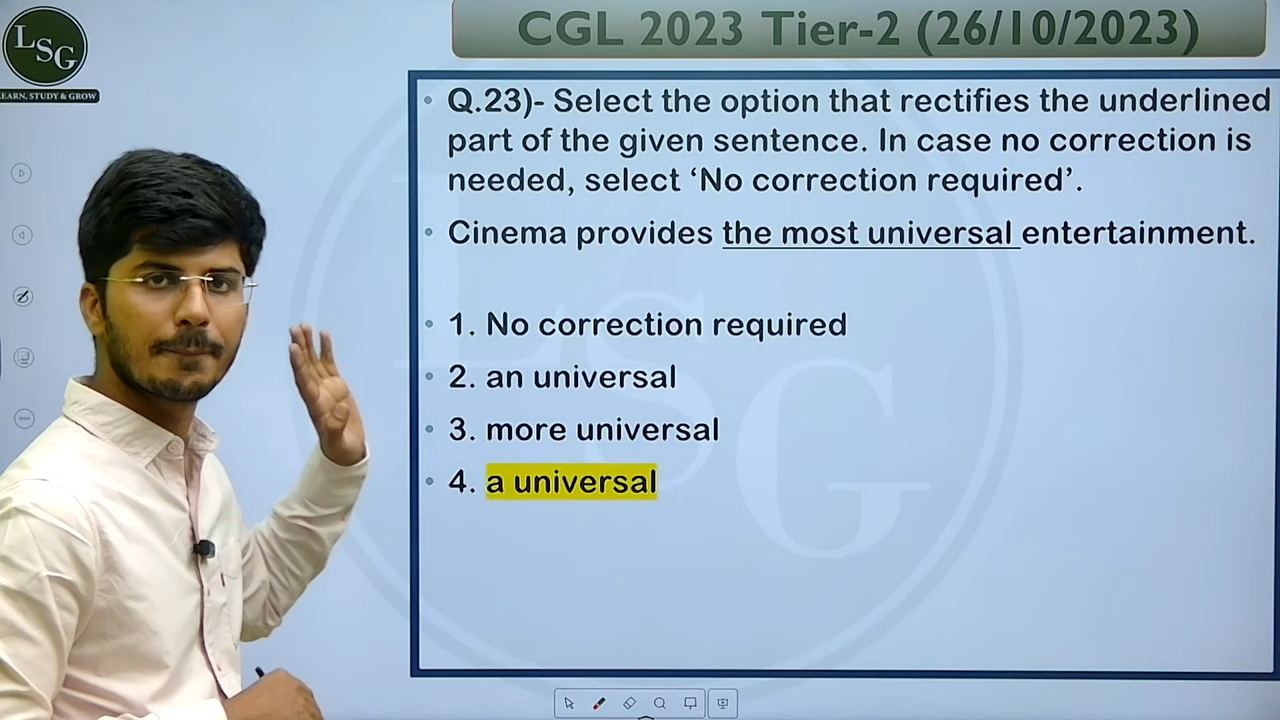 LSG
LEARN, STUDY & GROW
CGL 2023 Tier-2 (26/10/2023)
• Q.23)- Select the option that rectifies the underlined
part of the given sentence. In case no correction is
needed, select ‘No correction required’.
• Cinema provides the most universal entertainment.
• 1. No correction required
• 2. an universal
• 3. more universal
• 4. a universal
LSG